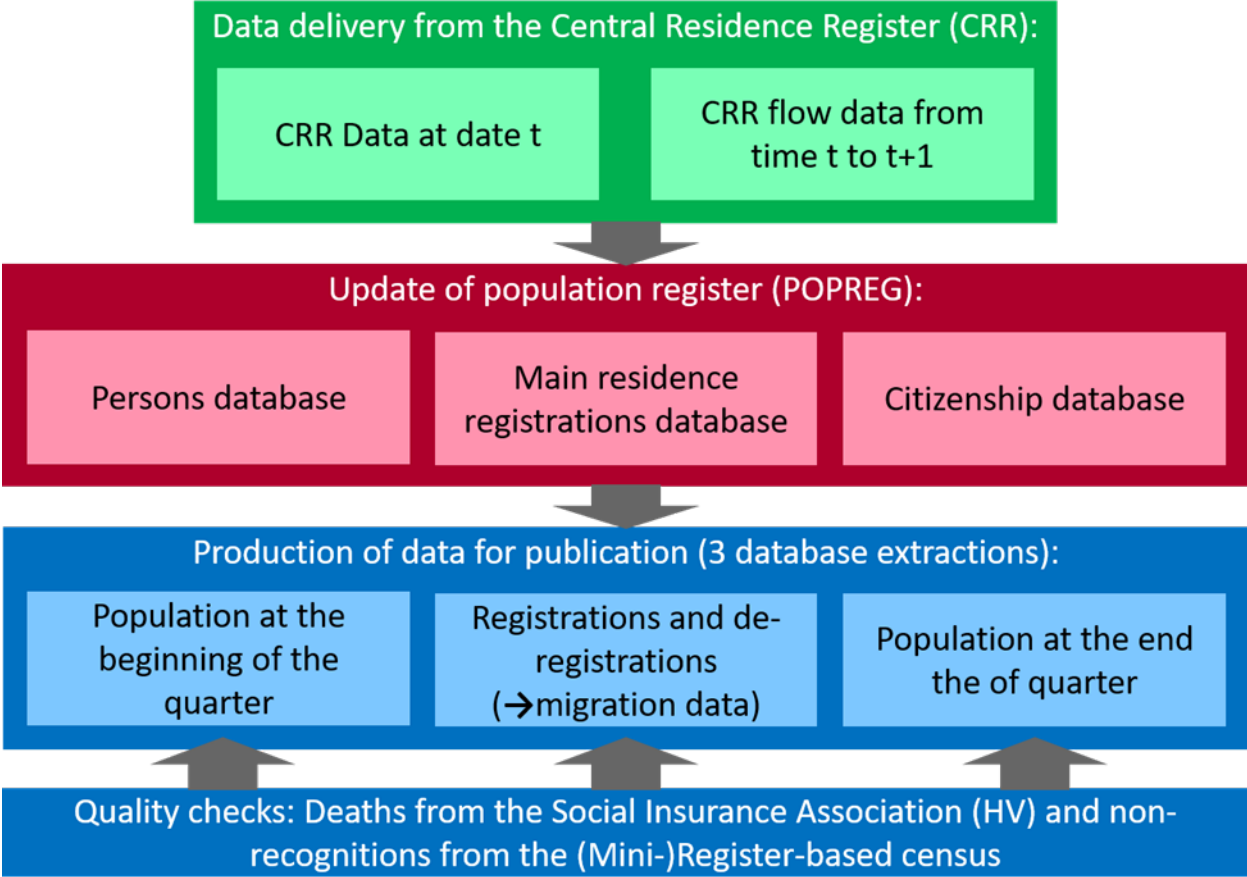 Data delivery from the Central Residence Register (CRR):
CRR Data at date t
CRR flow data from
time t to t+1
Update of population register (POPREG):
Persons database
Main residence
registrations database
Citizenship database
Production of data for publication (3 database extractions):
Population at the
beginning of the
quarter
Registrations and de-
registrations
(→migration data)
Population at the end
the of quarter
Quality checks: Deaths from the Social Insurance Association (HV) and non-
recognitions from the (Mini-)Register-based census